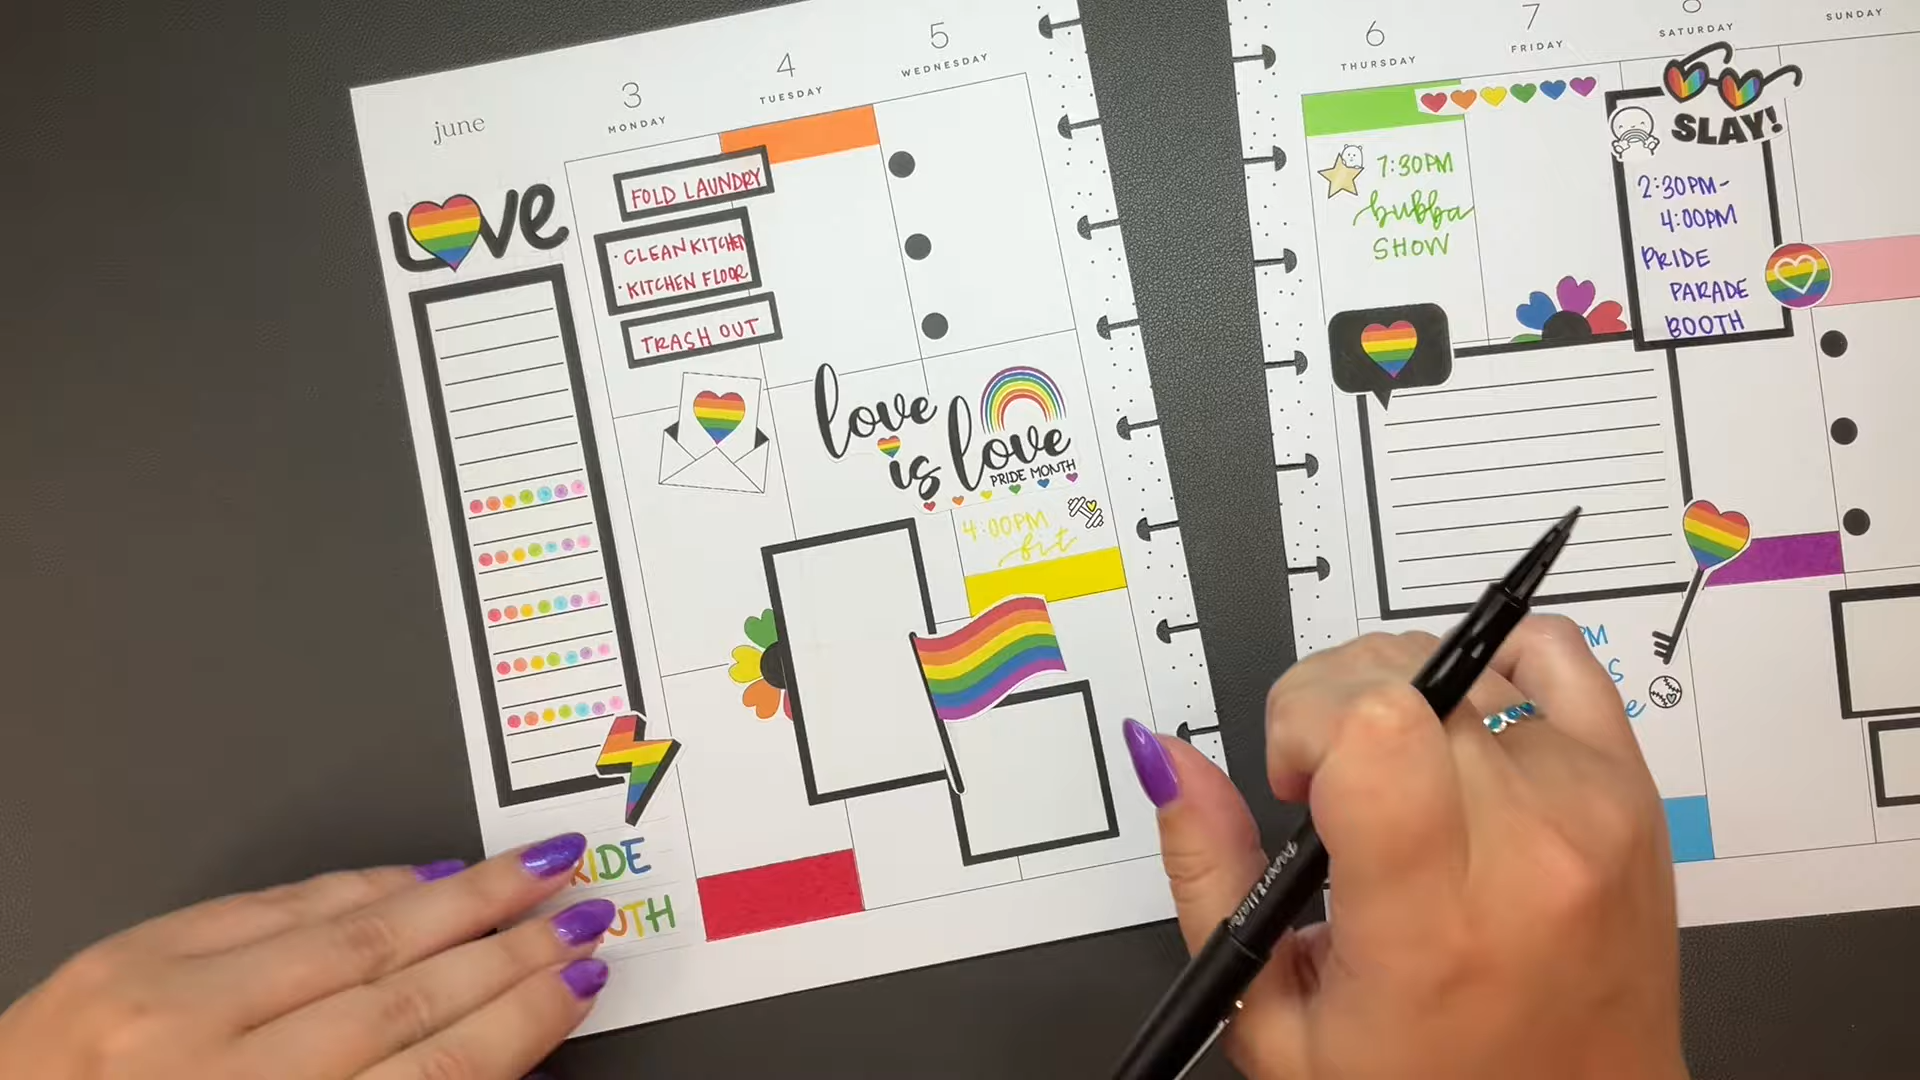 june
3
MONDAY
4
TUESDAY
5
WEDNESDAY
6
THURSDAY
7
FRIDAY
8
SATURDAY
SUNDAY
LOVE
FOLD LAUNDRY
· CLEAN KITCHEN
· KITCHEN FLOOR
TRASH OUT
love
is love
PRIDE MONTH
4:00PM
fit
PRIDE
7:30PM
bubba
SHOW
SLAY!
2:30PM-
4:00PM
PRIDE
PARADE
BOOTH